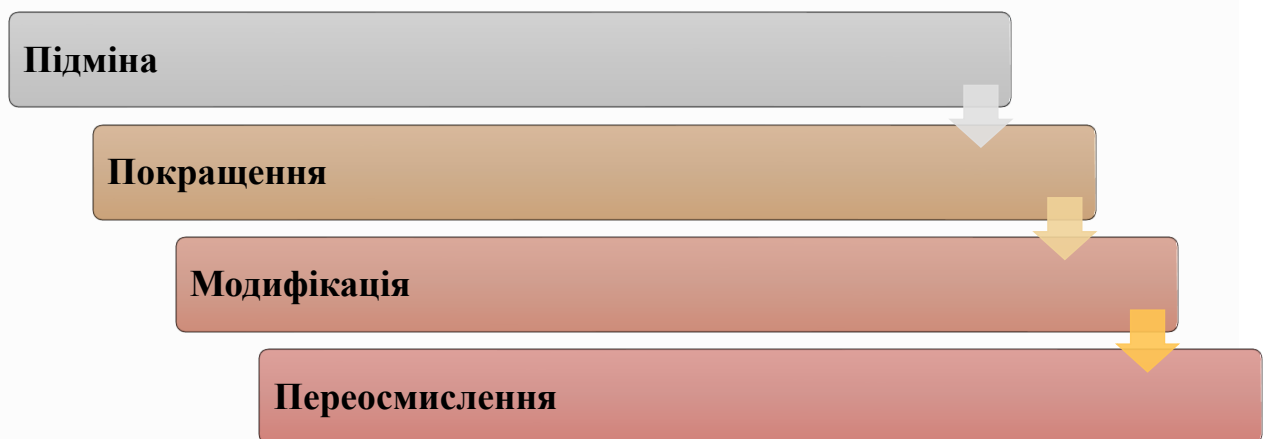 Підміна
Покращення
Модифікація
Переосмислення